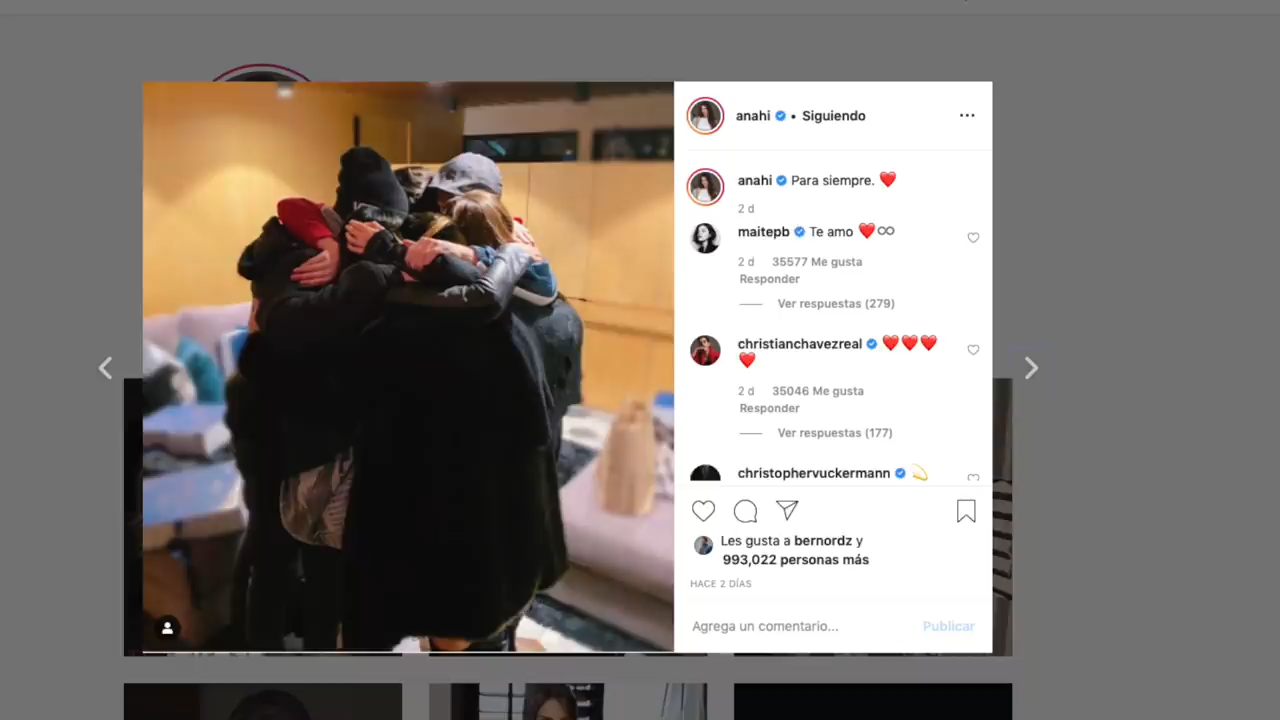 anahi • Siguiendo
anahi Para siempre. ❤️
2 d
maitepb Te amo ❤️♾
2 d 35577 Me gusta
Responder
Ver respuestas (279)
christianchavezreal ❤️❤️❤️
❤️
2 d 35046 Me gusta
Responder
Ver respuestas (177)
christophervuckermann 💫
Les gusta a bernordz y
993,022 personas más
HACE 2 DÍAS
Agrega un comentario... Publicar